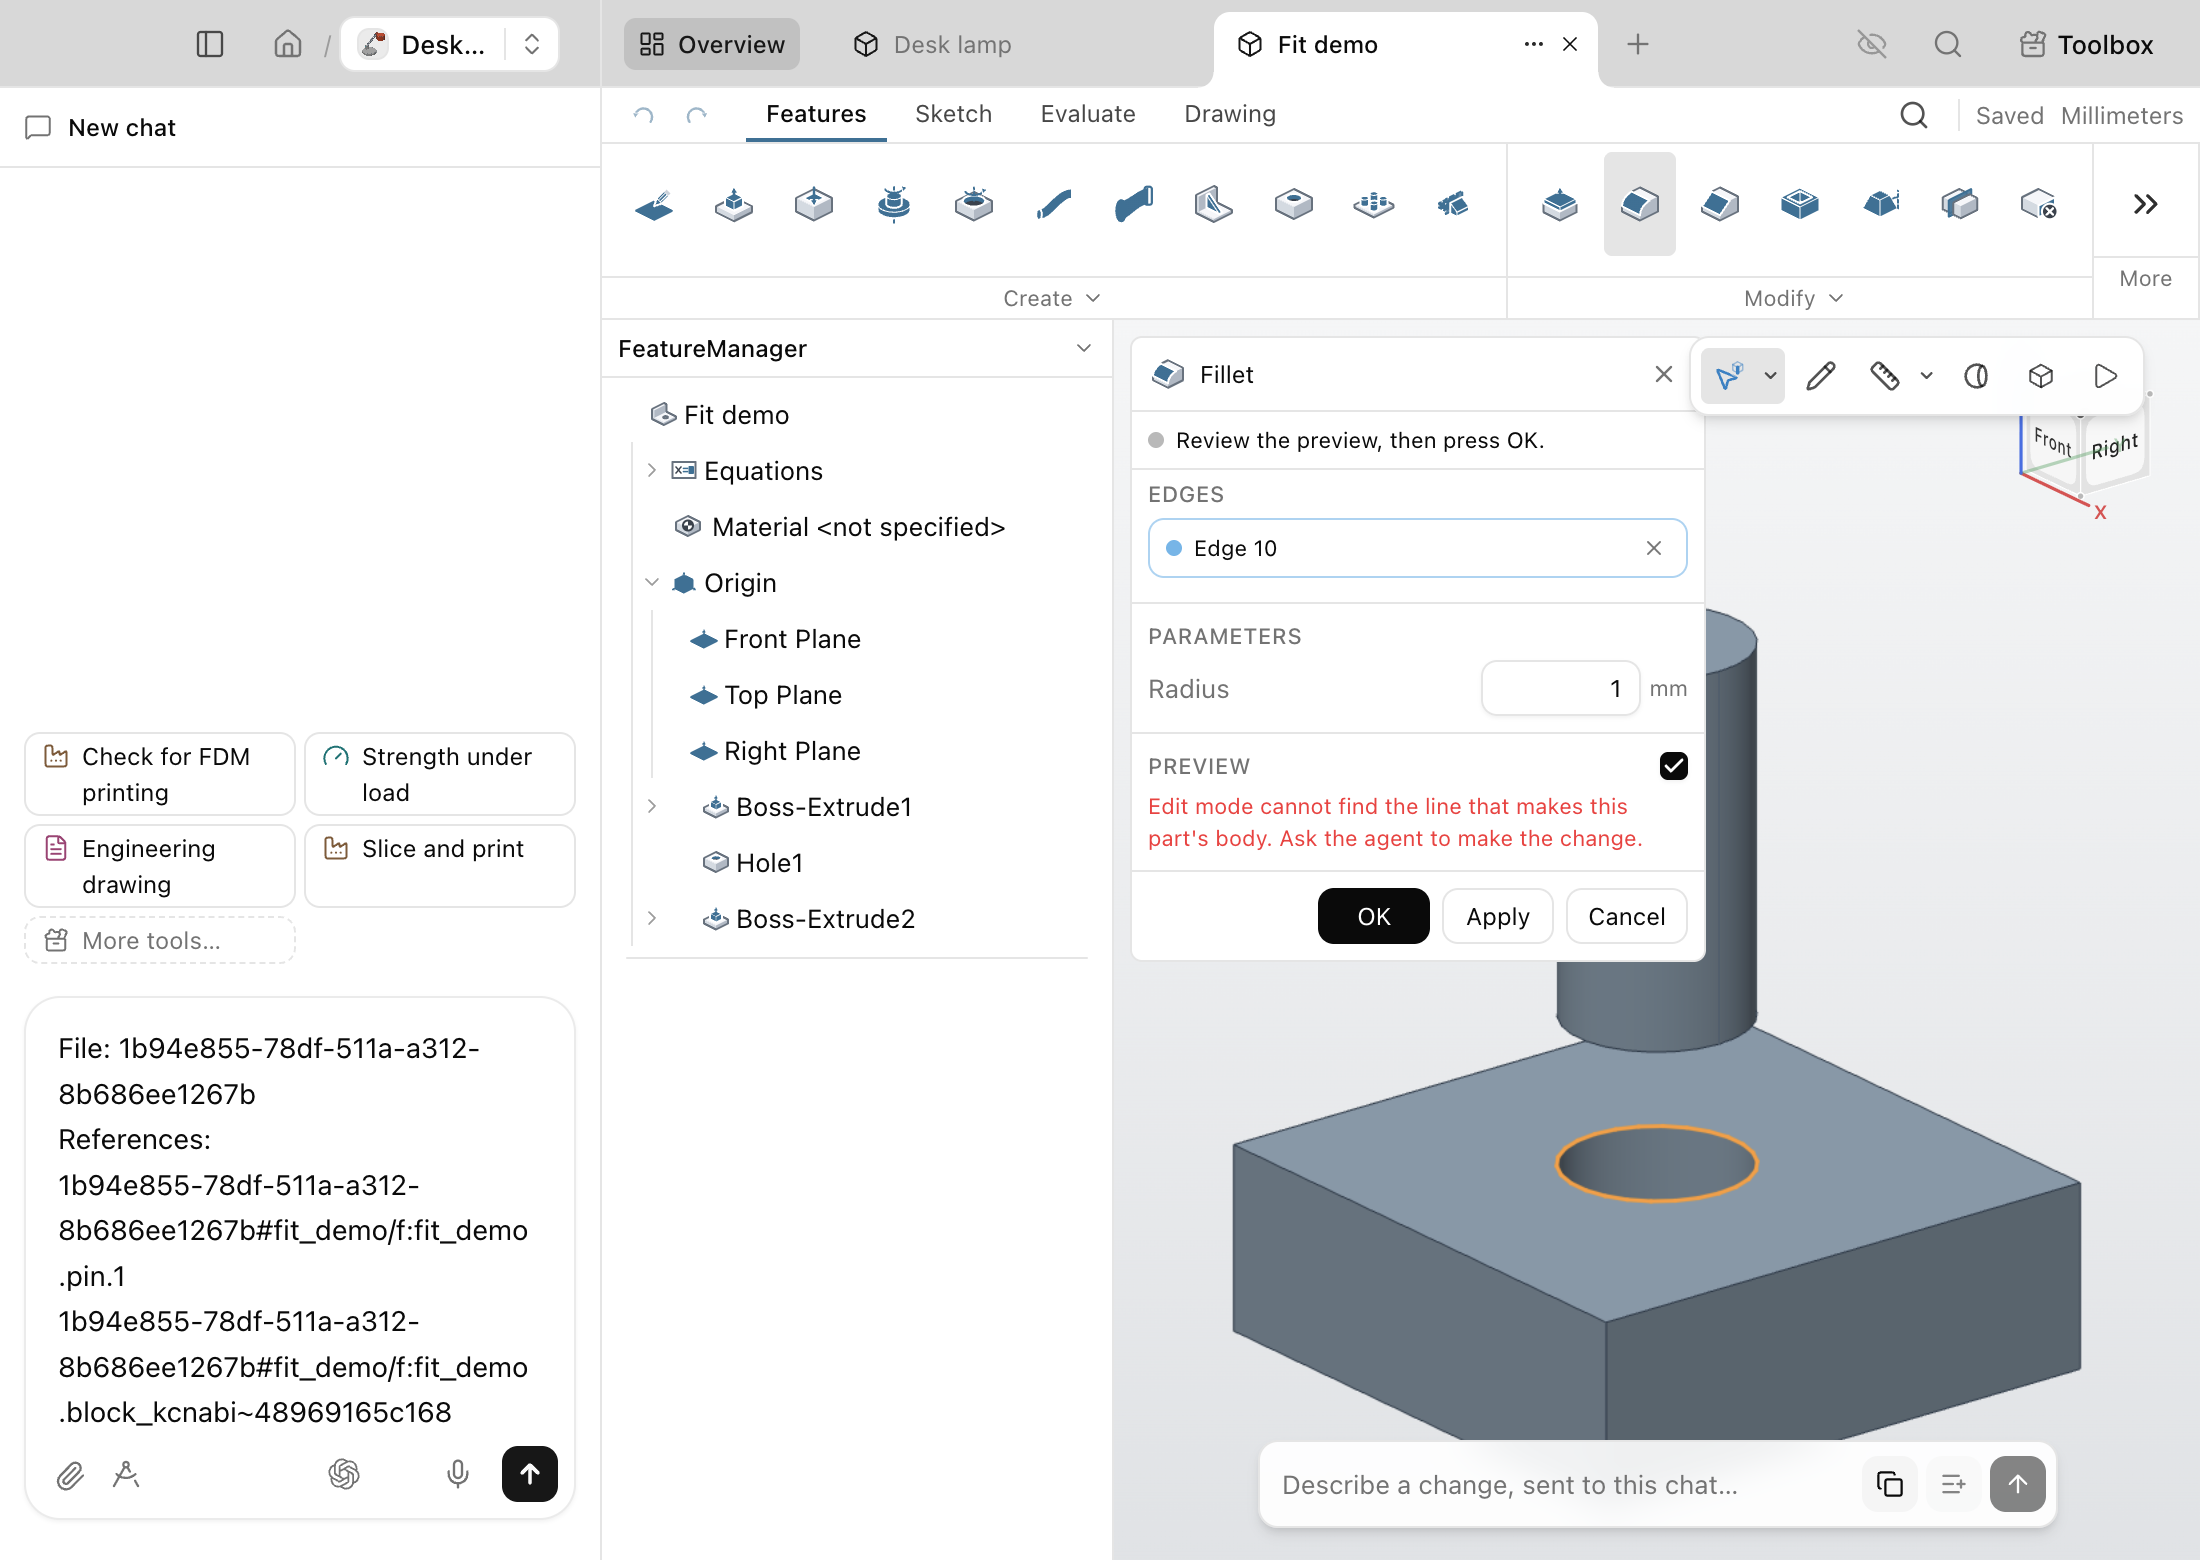 Desk...
Overview
Desk lamp
Fit demo
Toolbox
New chat
Features
Sketch
Evaluate
Drawing
Saved
Millimeters
Create
Modify
More
FeatureManager
Fit demo
Equations
Material <not specified>
Origin
Front Plane
Top Plane
Right Plane
Boss-Extrude1
Hole1
Boss-Extrude2
Fillet
Review the preview, then press OK.
EDGES
Edge 10
PARAMETERS
Radius
1
mm
PREVIEW
Edit mode cannot find the line that makes this
part's body. Ask the agent to make the change.
OK
Apply
Cancel
Front
Right
X
Check for FDM
printing
Strength under
load
Engineering
drawing
Slice and print
More tools...
File: 1b94e855-78df-511a-a312-
8b686ee1267b
References:
1b94e855-78df-511a-a312-
8b686ee1267b#fit_demo/f:fit_demo
.pin.1
1b94e855-78df-511a-a312-
8b686ee1267b#fit_demo/f:fit_demo
.block_kcnabi~48969165c168
Describe a change, sent to this chat...